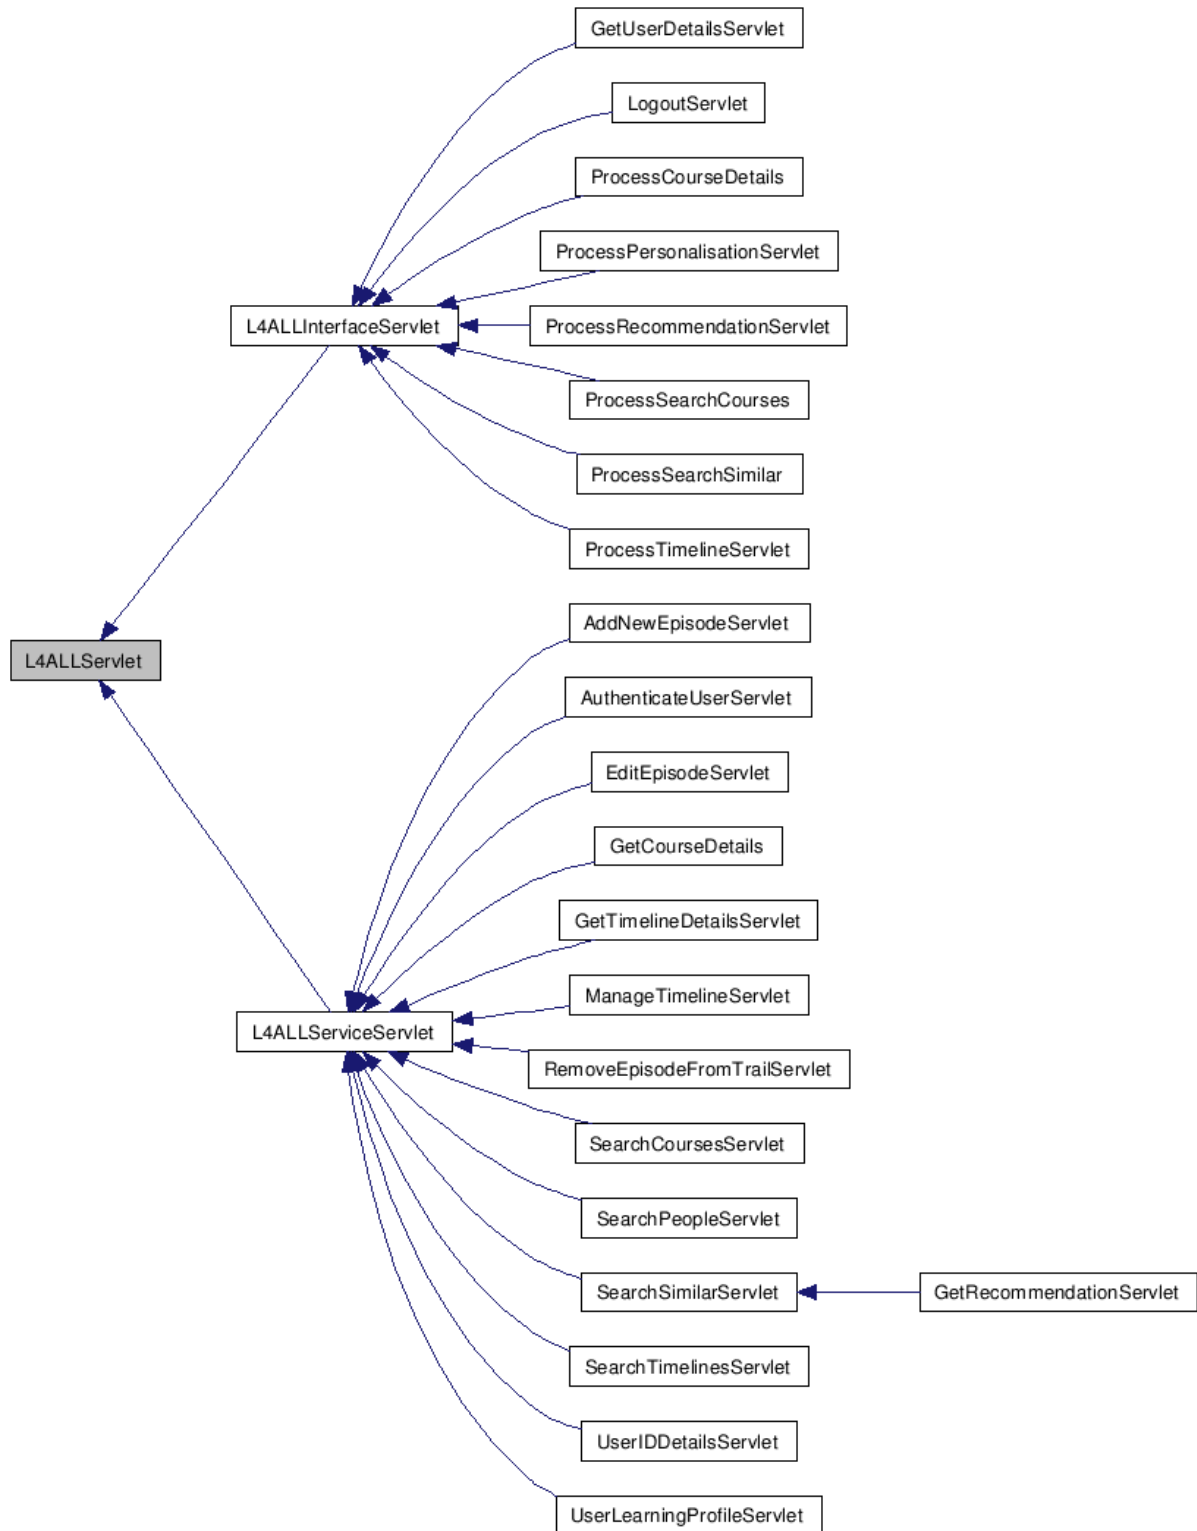 GetUserDetailsServlet
LogoutServlet
ProcessCourseDetails
ProcessPersonalisationServlet
L4ALLInterfaceServlet
ProcessRecommendationServlet
ProcessSearchCourses
ProcessSearchSimilar
ProcessTimelineServlet
AddNewEpisodeServlet
L4ALLServlet
AuthenticateUserServlet
EditEpisodeServlet
GetCourseDetails
GetTimelineDetailsServlet
ManageTimelineServlet
L4ALLServiceServlet
RemoveEpisodeFromTrailServlet
SearchCoursesServlet
SearchPeopleServlet
SearchSimilarServlet
GetRecommendationServlet
SearchTimelinesServlet
UserIDDetailsServlet
UserLearningProfileServlet